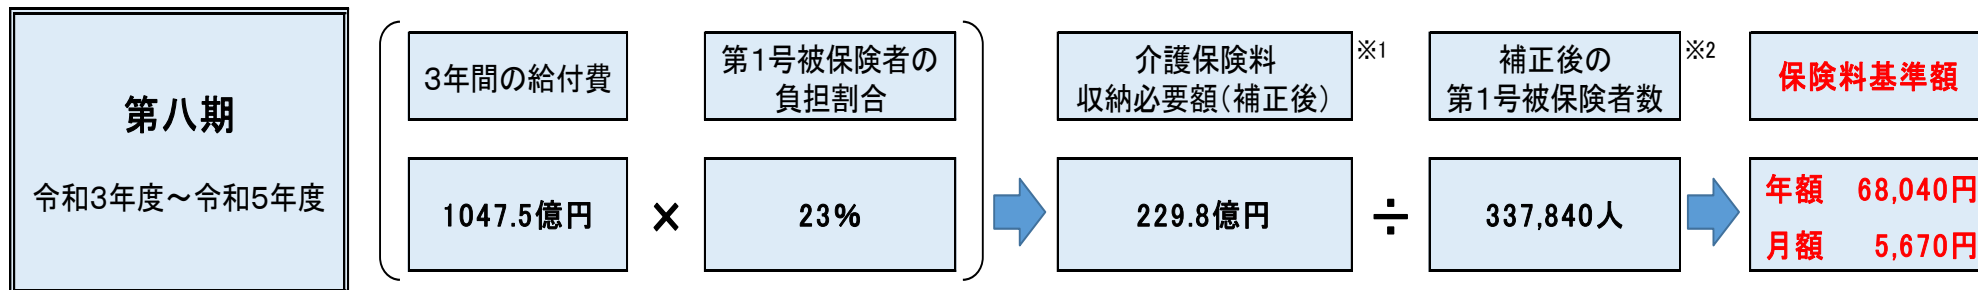 第八期
令和3年度～令和5年度
3年間の給付費
1047.5億円
×
第1号被保険者の
負担割合
23%
介護保険料
収納必要額(補正後)
※1
229.8億円
÷
補正後の
第1号被保険者数
※2
337,840人
保険料基準額
年額 68,040円
月額 5,670円